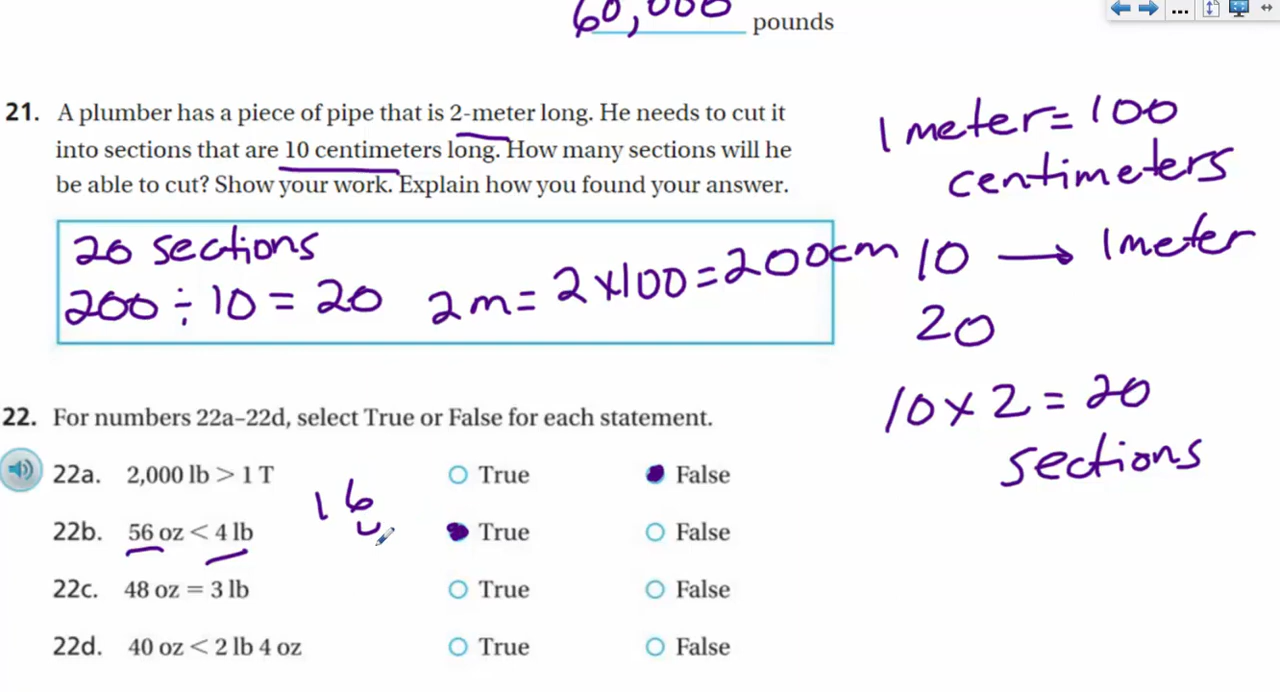 60,000 pounds
21. A plumber has a piece of pipe that is 2-meter long. He needs to cut it
into sections that are 10 centimeters long. How many sections will he
be able to cut? Show your work. Explain how you found your answer.
20 sections
200 ÷ 10 = 20 2m = 2 x 100 = 200cm
1 meter = 100
centimeters
10 → 1 meter
20
10 x 2 = 20
sections
22. For numbers 22a–22d, select True or False for each statement.
22a. 2,000 lb > 1 T True False
22b. 56 oz < 4 lb True False
16
22c. 48 oz = 3 lb True False
22d. 40 oz < 2 lb 4 oz True False